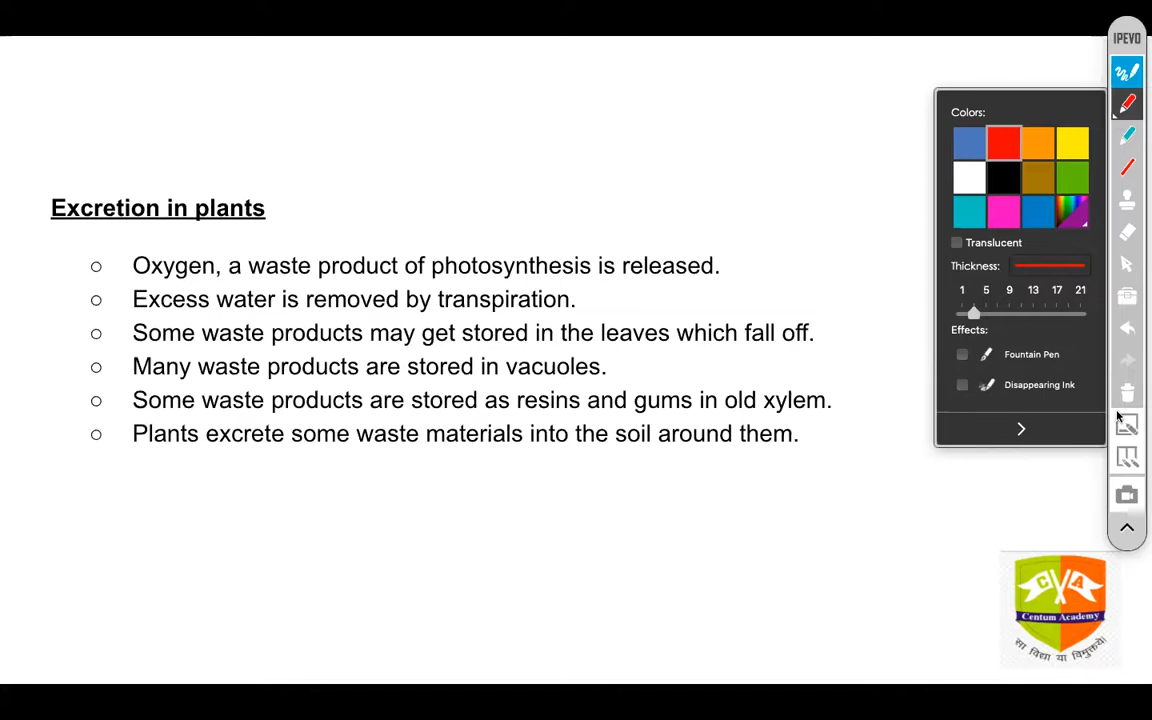 IPEVO
Colors:
Excretion in plants
Translucent
Oxygen, a waste product of photosynthesis is released.
Thickness:
1 5 9 13 17 21
Excess water is removed by transpiration.
Effects:
Some waste products may get stored in the leaves which fall off.
Fountain Pen
Many waste products are stored in vacuoles.
Disappearing Ink
Some waste products are stored as resins and gums in old xylem.
Plants excrete some waste materials into the soil around them.
C A
Centum Academy
सा विद्या या विमुक्तये